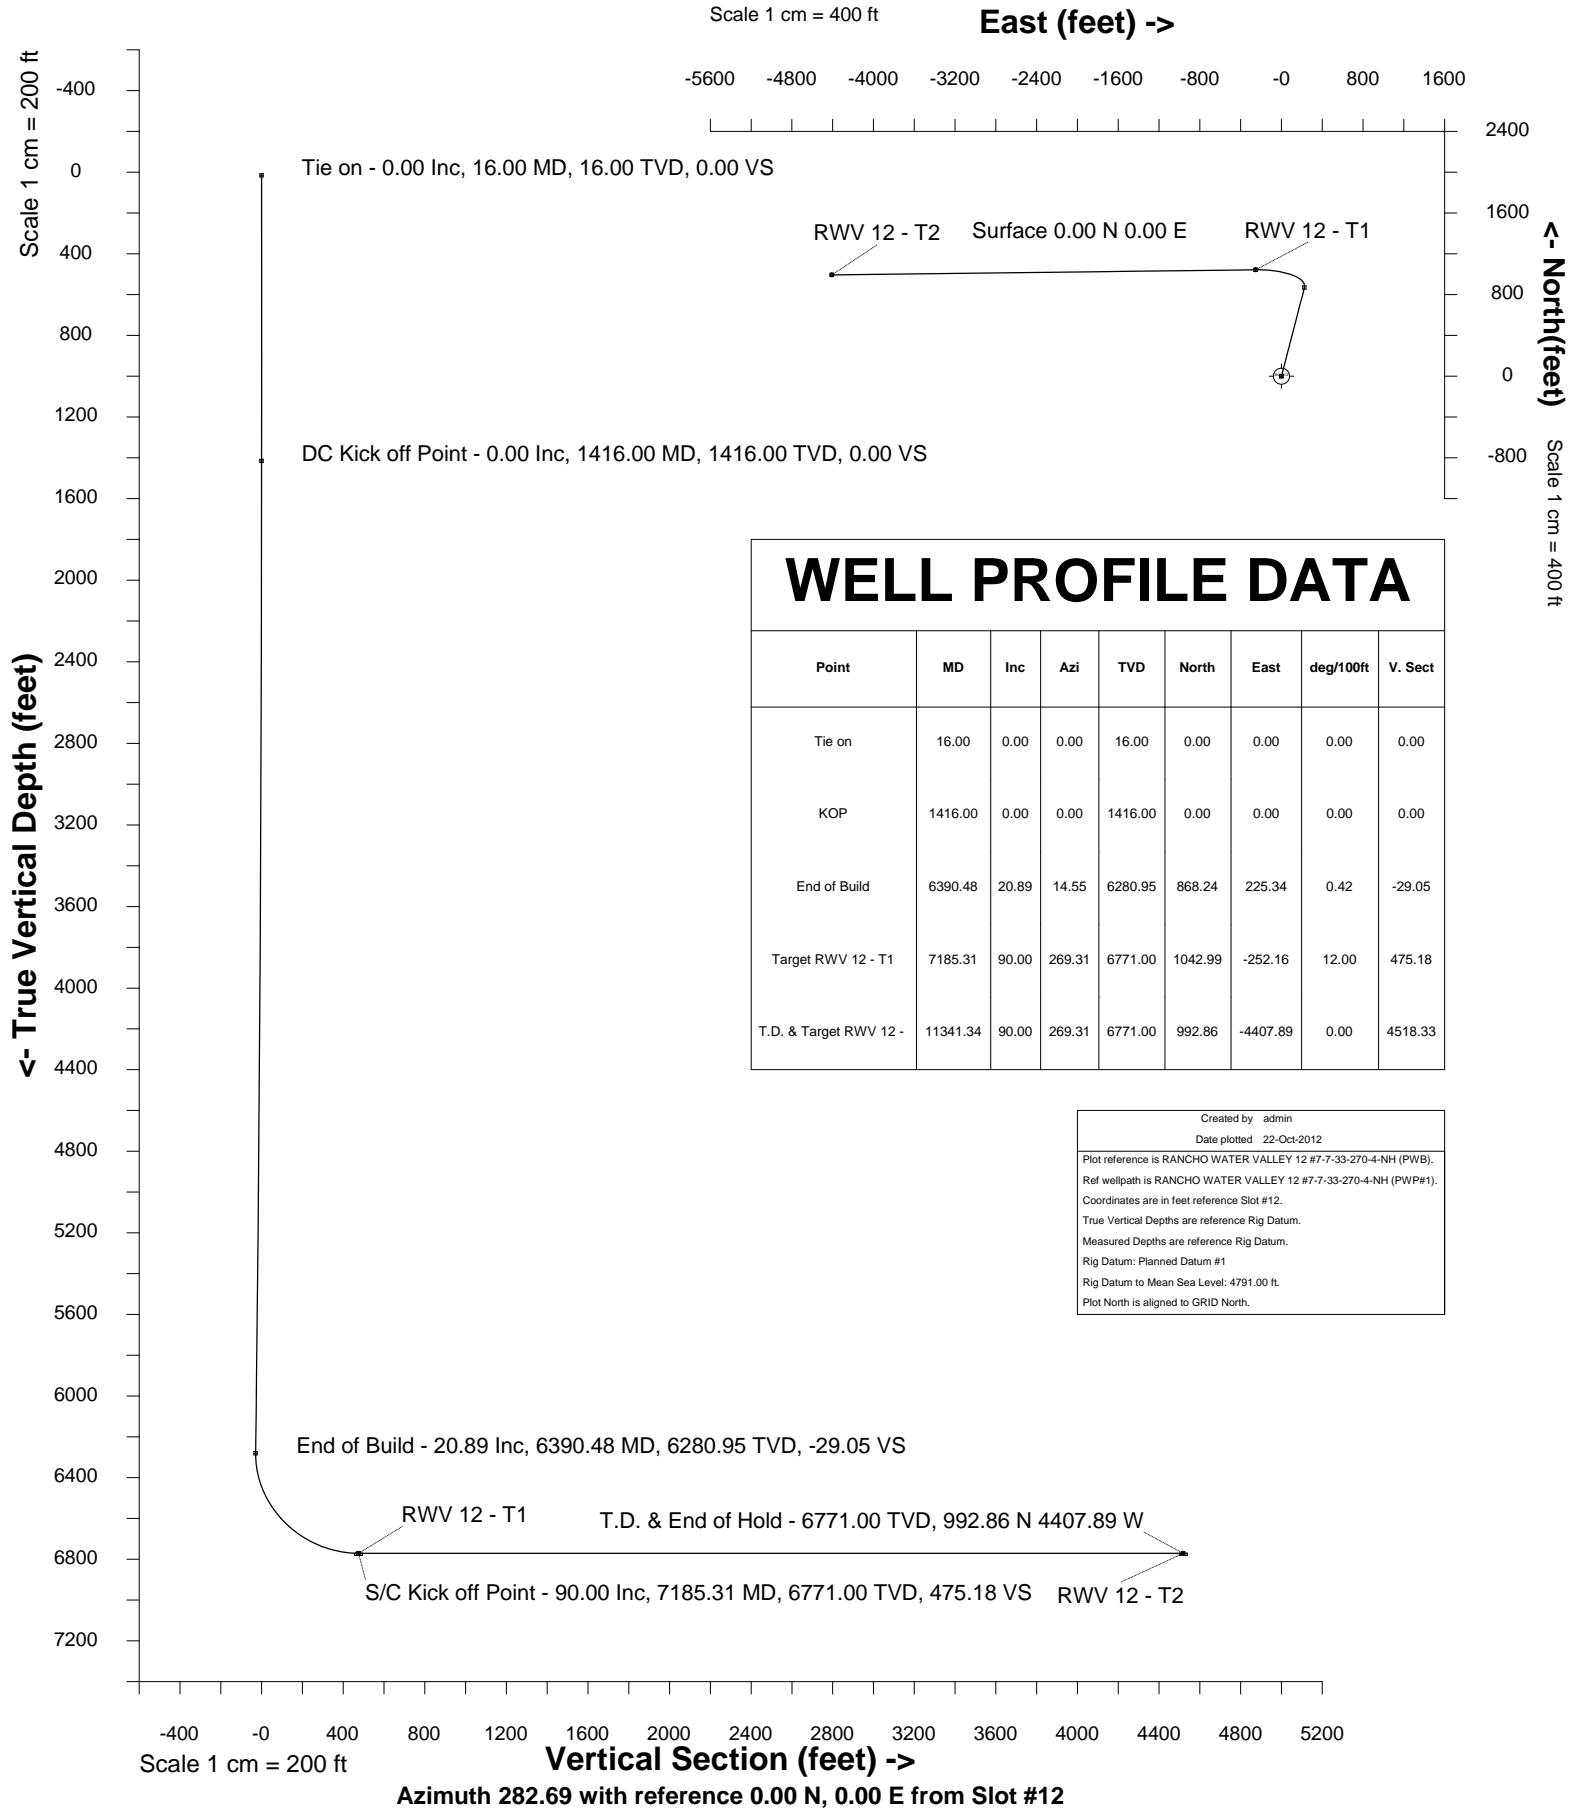 Scale 1 cm = 400 ft
East (feet) ->
-5600 -4800 -4000 -3200 -2400 -1600 -800 -0 800 1600
Scale 1 cm = 200 ft
-400
0
400
800
1200
1600
2000
2400
2800
3200
3600
4000
4400
4800
5200
5600
6000
6400
6800
7200
<- True Vertical Depth (feet)
2400
1600
800
0
-800
<- North(feet)
Scale 1 cm = 400 ft
Tie on - 0.00 Inc, 16.00 MD, 16.00 TVD, 0.00 VS
RWV 12 - T2 Surface 0.00 N 0.00 E RWV 12 - T1
DC Kick off Point - 0.00 Inc, 1416.00 MD, 1416.00 TVD, 0.00 VS
WELL PROFILE DATA
Point MD Inc Azi TVD North East deg/100ft V. Sect
Tie on 16.00 0.00 0.00 16.00 0.00 0.00 0.00 0.00
KOP 1416.00 0.00 0.00 1416.00 0.00 0.00 0.00 0.00
End of Build 6390.48 20.89 14.55 6280.95 868.24 225.34 0.42 -29.05
Target RWV 12 - T1 7185.31 90.00 269.31 6771.00 1042.99 -252.16 12.00 475.18
T.D. & Target RWV 12 - 11341.34 90.00 269.31 6771.00 992.86 -4407.89 0.00 4518.33
Created by admin
Date plotted 22-Oct-2012
Plot reference is RANCHO WATER VALLEY 12 #7-7-33-270-4-NH (PWB).
Ref wellpath is RANCHO WATER VALLEY 12 #7-7-33-270-4-NH (PWP#1).
Coordinates are in feet reference Slot #12.
True Vertical Depths are reference Rig Datum.
Measured Depths are reference Rig Datum.
Rig Datum: Planned Datum #1
Rig Datum to Mean Sea Level: 4791.00 ft.
Plot North is aligned to GRID North.
End of Build - 20.89 Inc, 6390.48 MD, 6280.95 TVD, -29.05 VS
RWV 12 - T1
T.D. & End of Hold - 6771.00 TVD, 992.86 N 4407.89 W
S/C Kick off Point - 90.00 Inc, 7185.31 MD, 6771.00 TVD, 475.18 VS
RWV 12 - T2
-400 -0 400 800 1200 1600 2000 2400 2800 3200 3600 4000 4400 4800 5200
Scale 1 cm = 200 ft
Vertical Section (feet) ->
Azimuth 282.69 with reference 0.00 N, 0.00 E from Slot #12